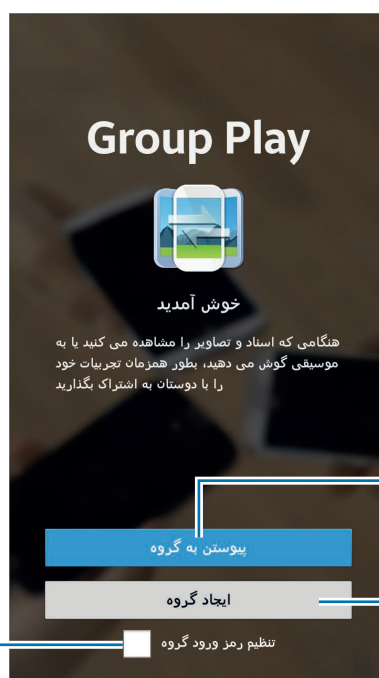 Group Play
خوش آمدید
هنگامی که اسناد و تصاویر را مشاهده می کنید یا به
موسیقی گوش می دهید، بطور همزمان تجربیات خود
را با دوستان به اشتراک بگذارید
پیوستن به گروه
ایجاد گروه
تنظیم رمز ورود گروه